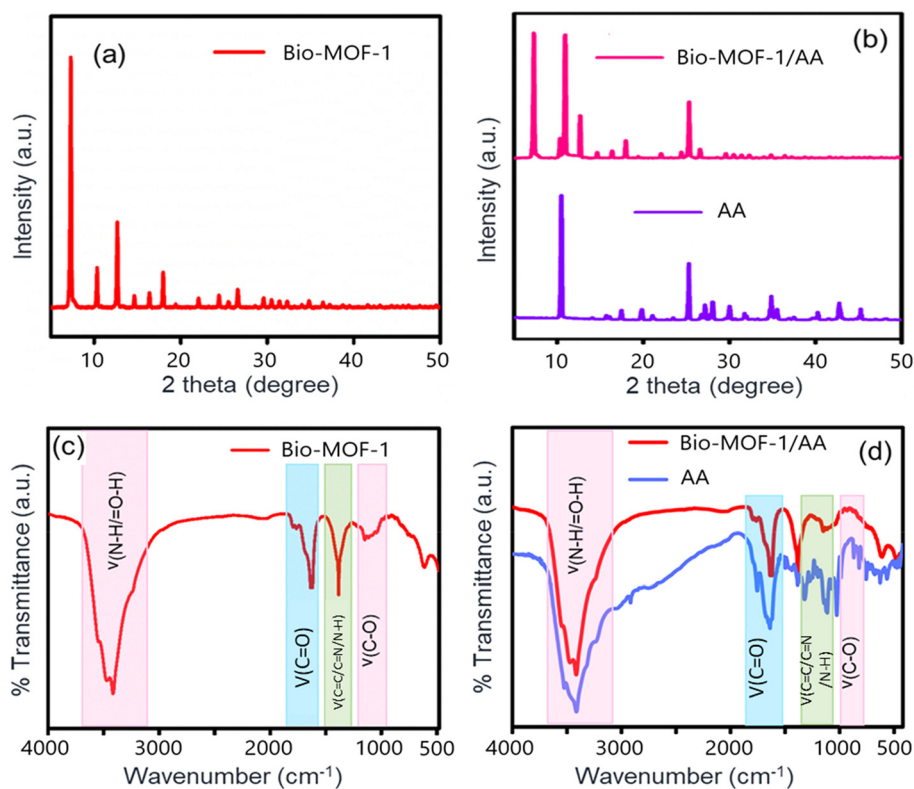 (a)
Bio-MOF-1
Intensity (a.u.)
10 20 30 40 50
2 theta (degree)
(b)
Bio-MOF-1/AA
AA
Intensity (a.u.)
10 20 30 40 50
2 theta (degree)
(c)
Bio-MOF-1
ν(N-H/=O-H)
ν(C=O)
ν(C=C/C=N/N-H)
ν(C-O)
% Transmittance (a.u.)
4000 3000 2000 1000 500
Wavenumber (cm⁻¹)
(d)
Bio-MOF-1/AA
AA
ν(N-H/=O-H)
ν(C=O)
ν(C=C/C=N
/N-H)
ν(C-O)
% Transmittance (a.u.)
4000 3000 2000 1000 500
Wavenumber (cm⁻¹)